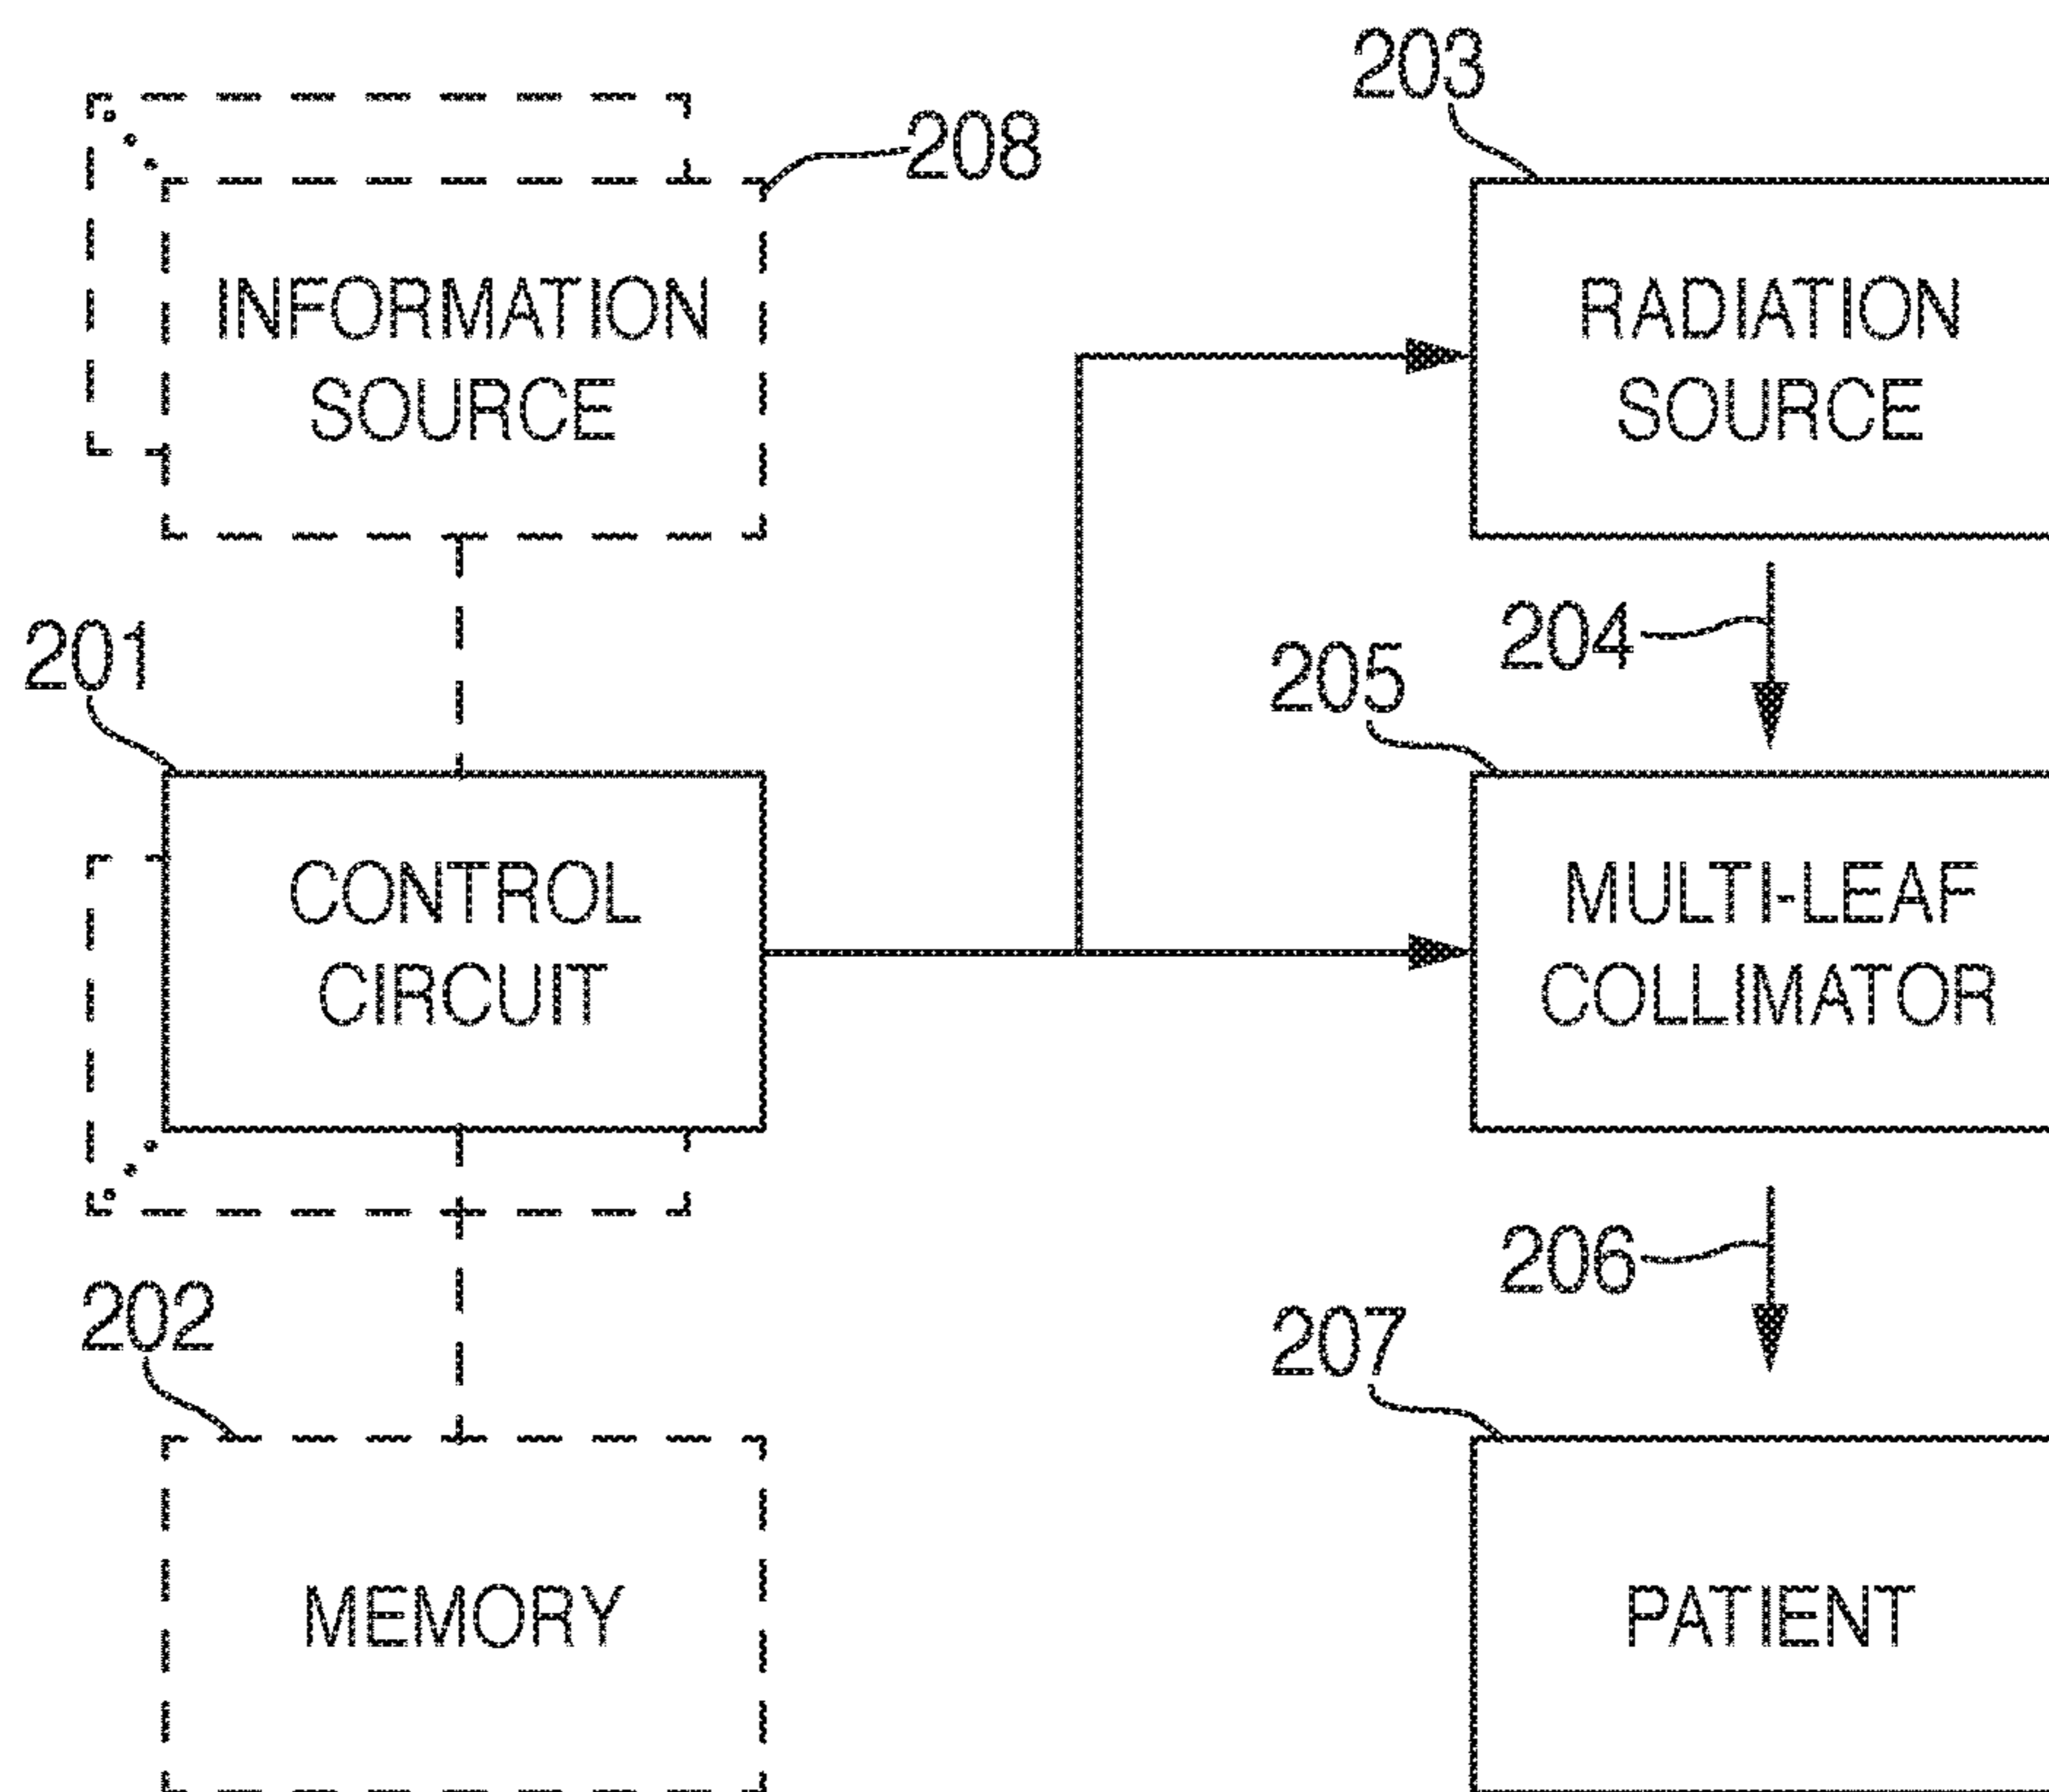 203
208
INFORMATION
SOURCE
RADIATION
SOURCE
201
204
205
CONTROL
CIRCUIT
MULTI-LEAF
COLLIMATOR
206
202
207
MEMORY
PATIENT